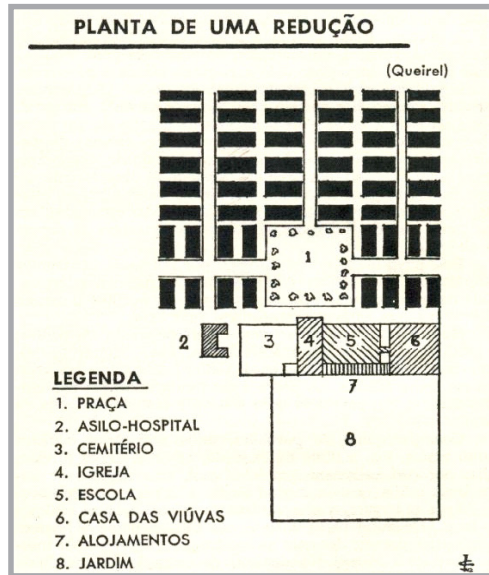 PLANTA DE UMA REDUÇÃO
(Queirel)
1
2
3
4
5
6
7
8
LEGENDA
1. PRAÇA
2. ASILO-HOSPITAL
3. CEMITÉRIO
4. IGREJA
5. ESCOLA
6. CASA DAS VIÚVAS
7. ALOJAMENTOS
8. JARDIM